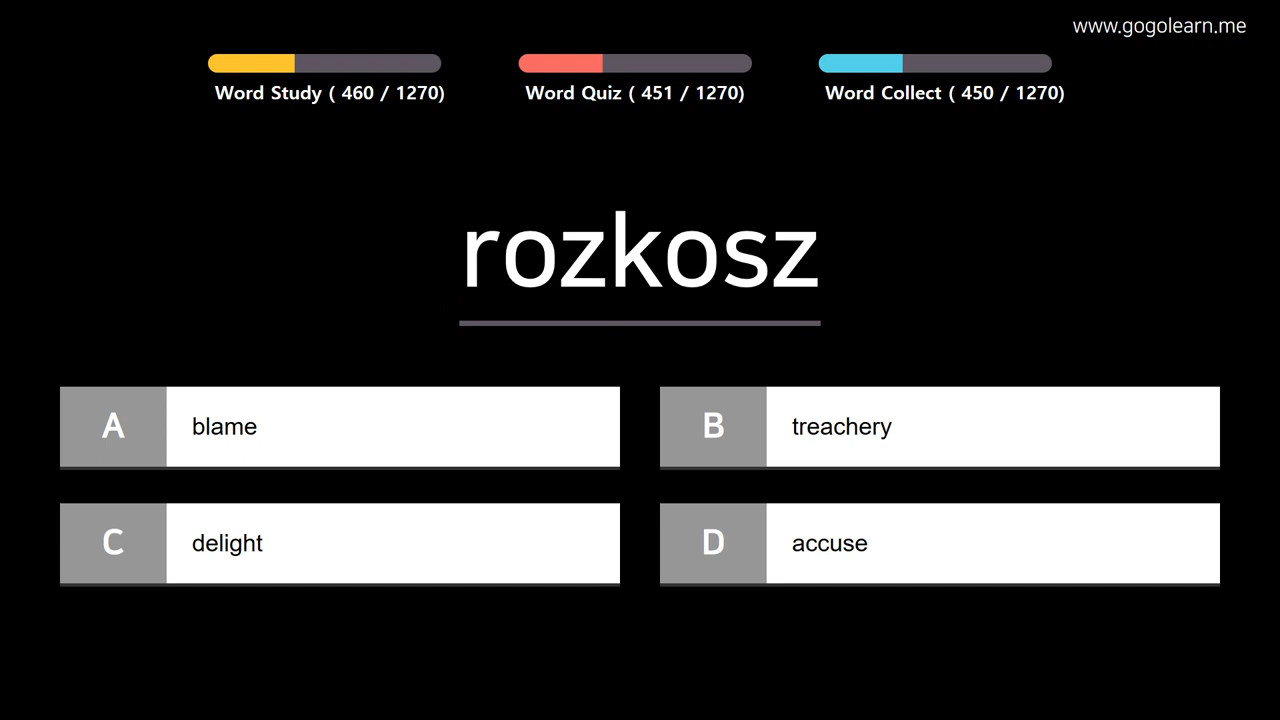 www.gogolearn.me
Word Study ( 460 / 1270)
Word Quiz ( 451 / 1270)
Word Collect ( 450 / 1270)
rozkosz
A blame
B treachery
C delight
D accuse